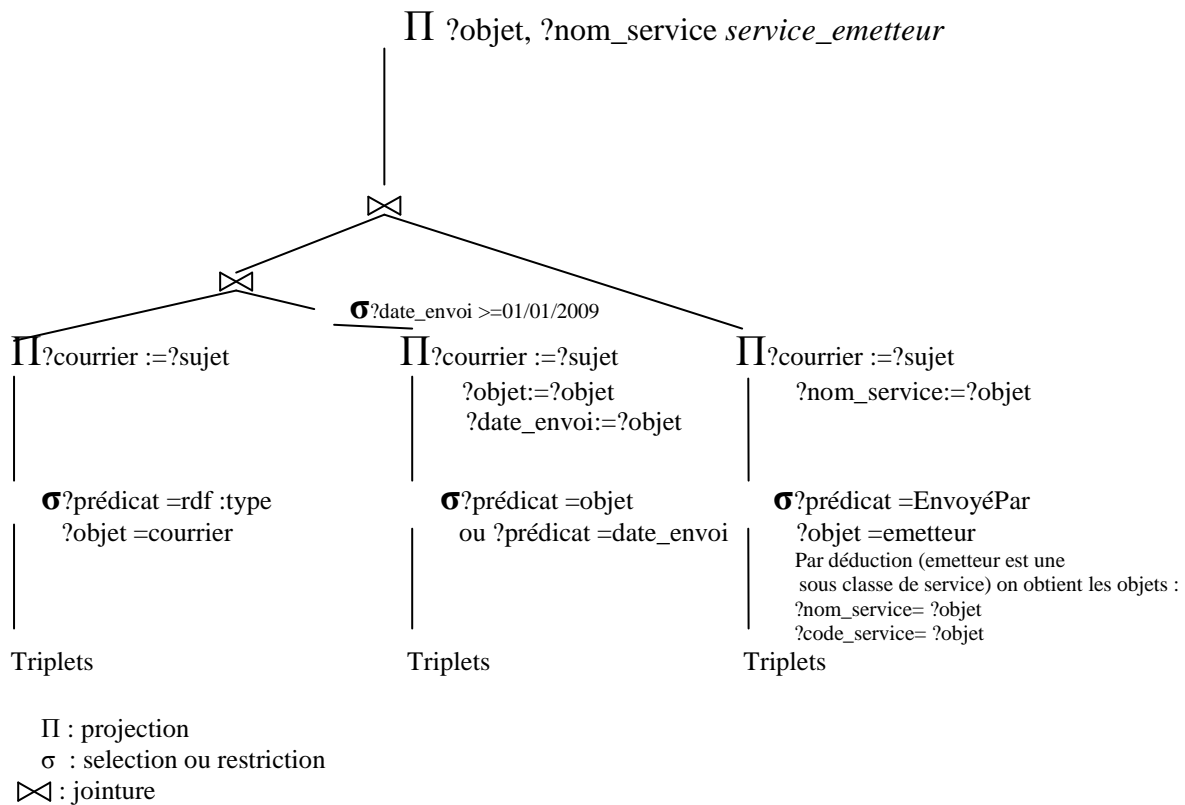 Π ?objet, ?nom_service service_emetteur
σ?date_envoi >=01/01/2009
Π?courrier :=?sujet
Π?courrier :=?sujet
?objet:=?objet
?date_envoi:=?objet
Π?courrier :=?sujet
?nom_service:=?objet
σ?prédicat =rdf :type
?objet =courrier
σ?prédicat =objet
ou ?prédicat =date_envoi
σ?prédicat =EnvoyéPar
?objet =emetteur
Par déduction (emetteur est une
sous classe de service) on obtient les objets :
?nom_service= ?objet
?code_service= ?objet
Triplets
Triplets
Triplets
Π : projection
σ : selection ou restriction
⋈ : jointure